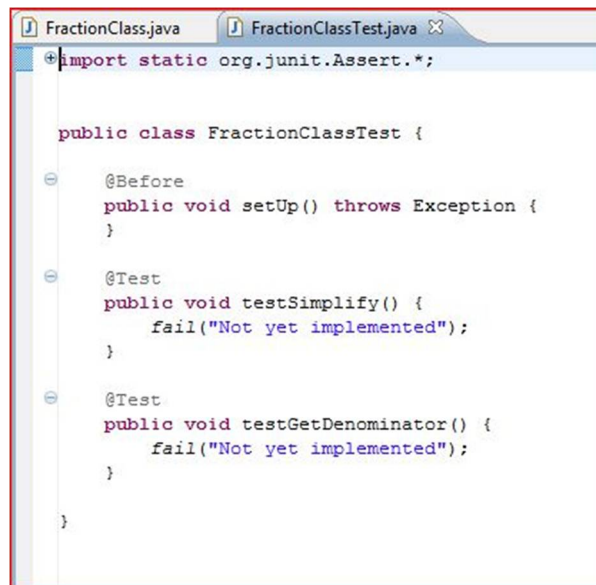 FractionClass.java FractionClassTest.java
import static org.junit.Assert.*;
public class FractionClassTest {
@Before
public void setUp() throws Exception {
}
@Test
public void testSimplify() {
fail("Not yet implemented");
}
@Test
public void testGetDenominator() {
fail("Not yet implemented");
}
}